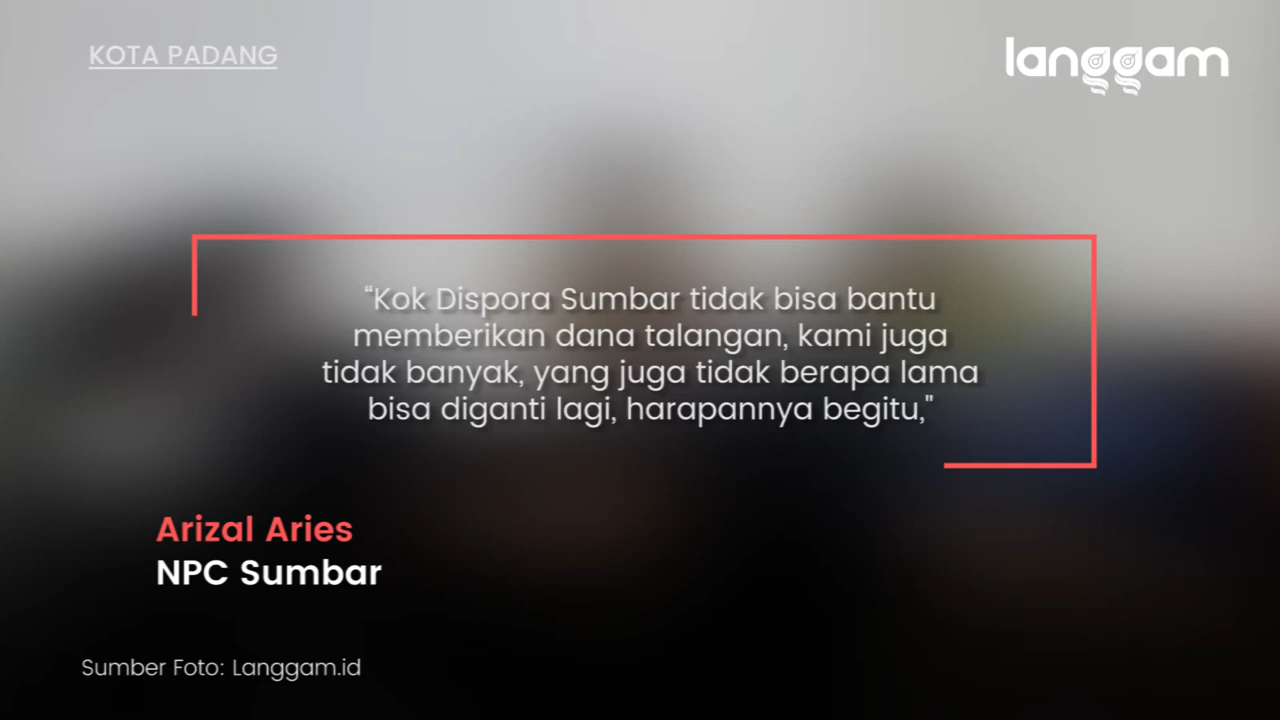 KOTA PADANG
langgam
“Kok Dispora Sumbar tidak bisa bantu
memberikan dana talangan, kami juga
tidak banyak, yang juga tidak berapa lama
bisa diganti lagi, harapannya begitu,"
Arizal Aries
NPC Sumbar
Sumber Foto: Langgam.id